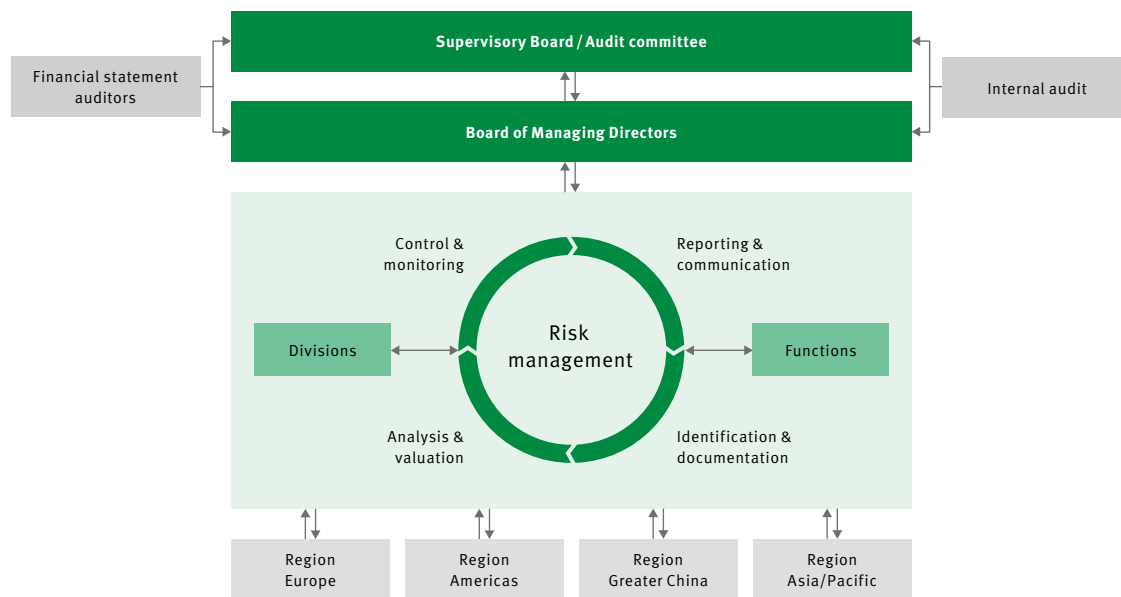 Supervisory Board / Audit committee
Financial statement
auditors
Internal audit
Board of Managing Directors
Control &
monitoring
Reporting &
communication
Divisions
Risk
management
Functions
Analysis &
valuation
Identification &
documentation
Region
Europe
Region
Americas
Region
Greater China
Region
Asia/Pacific